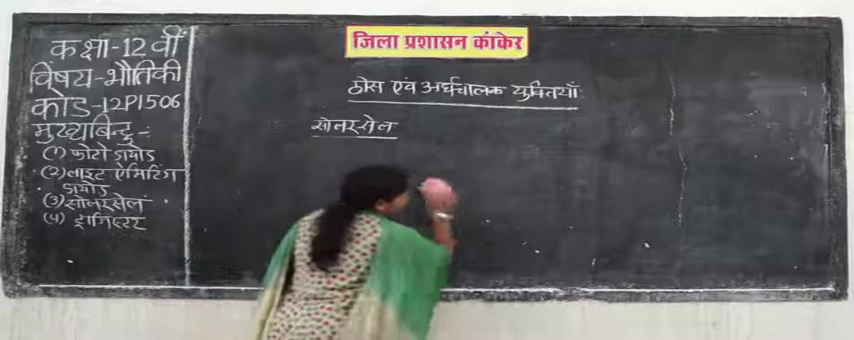 कक्षा-12वीं
विषय-भौतिकी
कोड-12P1506
मुख्यबिन्दु -:
(1) फोटो डायोड
(2) लाइट ऐमिटिंग
डायोड
(3) सोलरसेल
(4) ट्रांजिस्टर
जिला प्रशासन कांकेर
ठोस एवं अर्धचालक युक्तियाँ
सोलरसेल